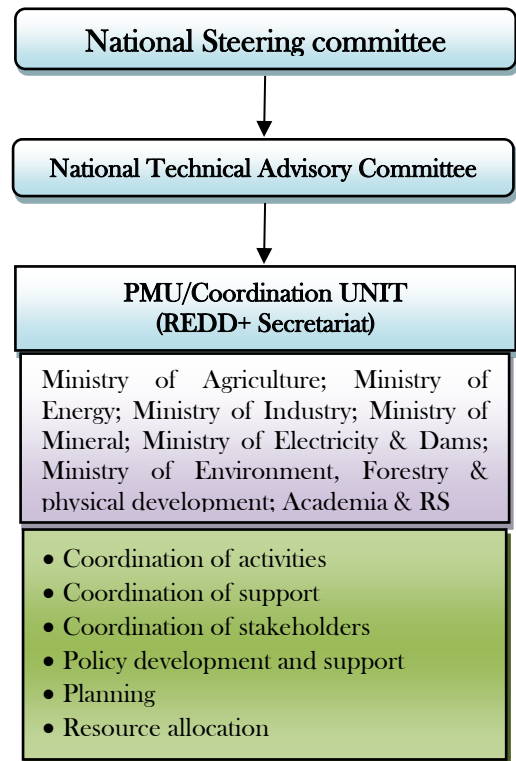 National Steering committee
National Technical Advisory Committee
PMU/Coordination UNIT
(REDD+ Secretariat)
Ministry of Agriculture; Ministry of
Energy; Ministry of Industry; Ministry of
Mineral; Ministry of Electricity & Dams;
Ministry of Environment, Forestry &
physical development; Academia & RS
• Coordination of activities
• Coordination of support
• Coordination of stakeholders
• Policy development and support
• Planning
• Resource allocation